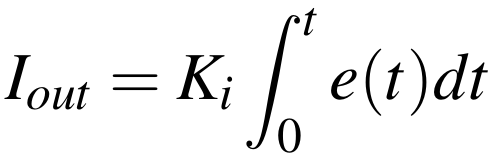 $I_{out} = K_i \int_0^t e(t)dt$